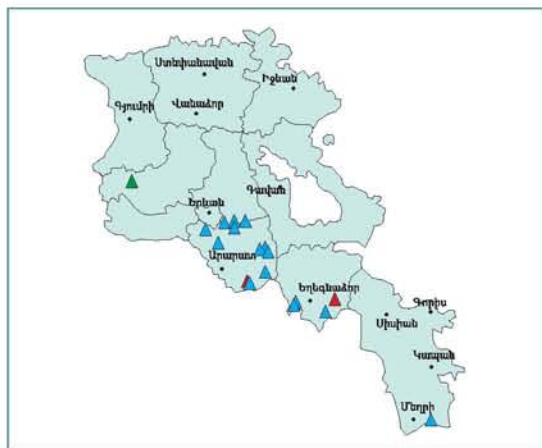 Ստեփանավան
Իջևան
Գյումրի
Վանաձոր
Գավառ
Երևան
Արարատ
Եղեգնաձոր
Գորիս
Սիսիան
Կապան
Մեղրի